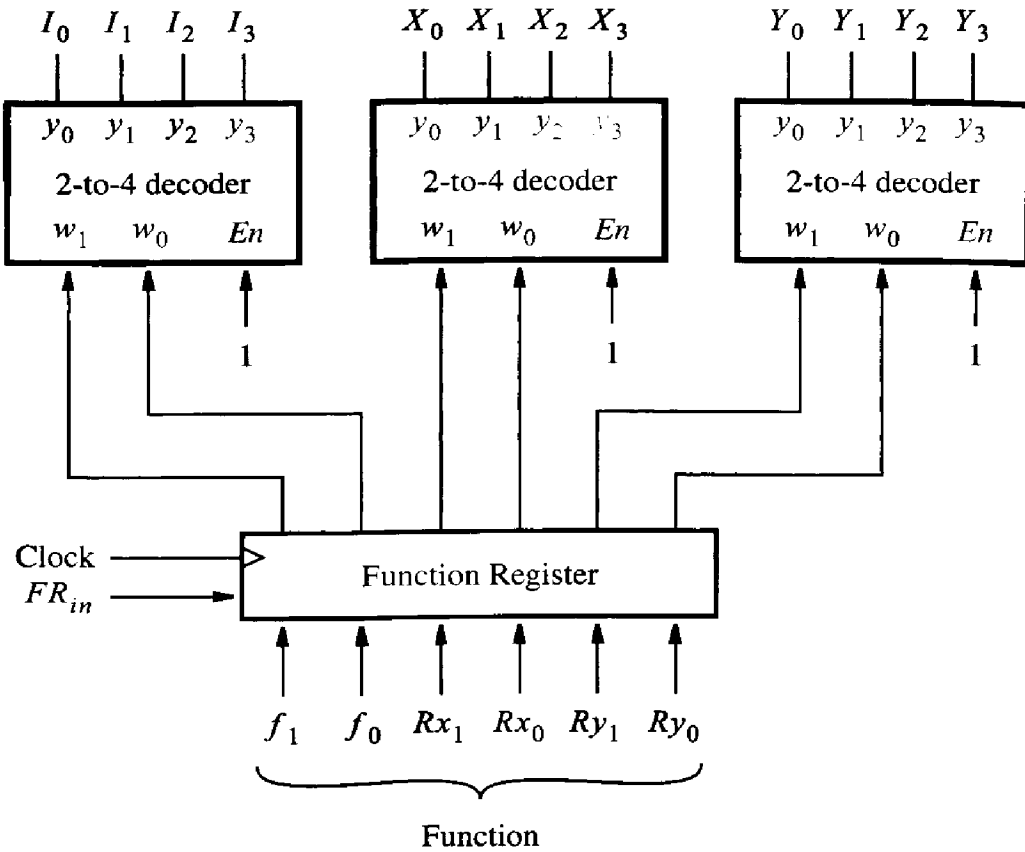 I0 I1 I2 I3 X0 X1 X2 X3 Y0 Y1 Y2 Y3
y0 y1 y2 y3 y0 y1 y2 y3 y0 y1 y2 y3
2-to-4 decoder 2-to-4 decoder 2-to-4 decoder
w1 w0 En w1 w0 En w1 w0 En
1 1 1
Clock
FRin
Function Register
f1 f0 Rx1 Rx0 Ry1 Ry0
Function